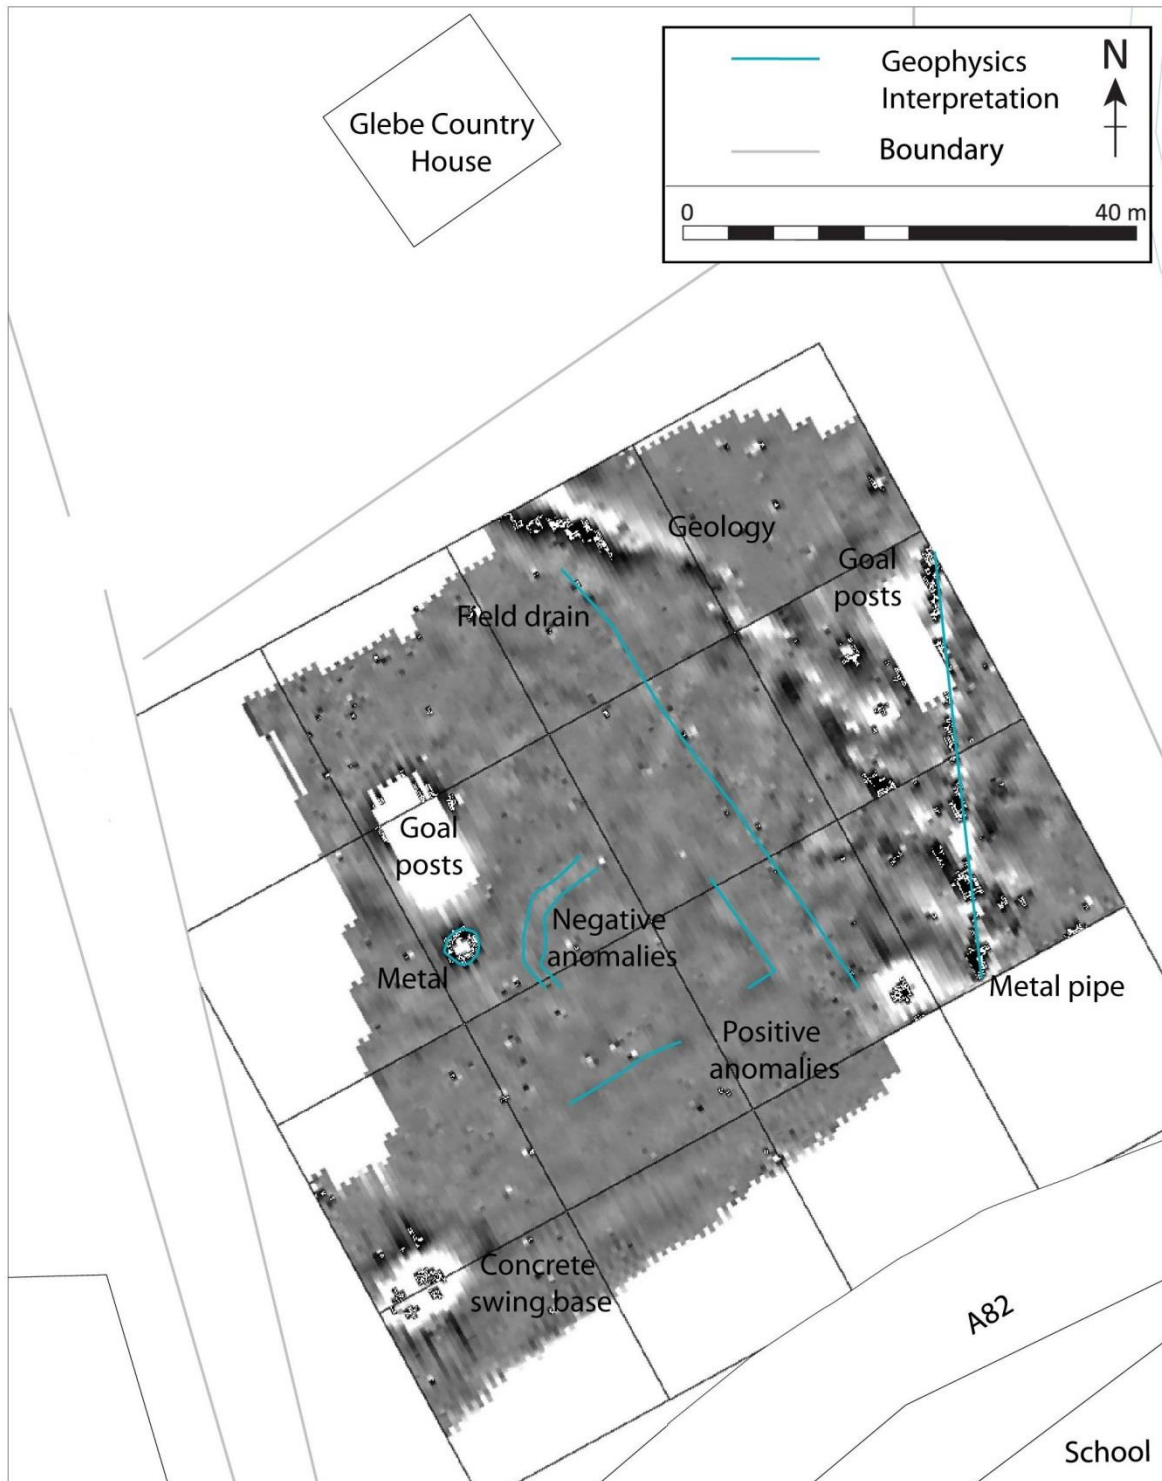 Glebe Country
House
Geophysics
Interpretation
Boundary
N
0
40 m
Geology
Goal
posts
Field drain
Goal
posts
Negative
anomalies
Metal
Metal pipe
Positive
anomalies
Concrete
swing base
A82
School